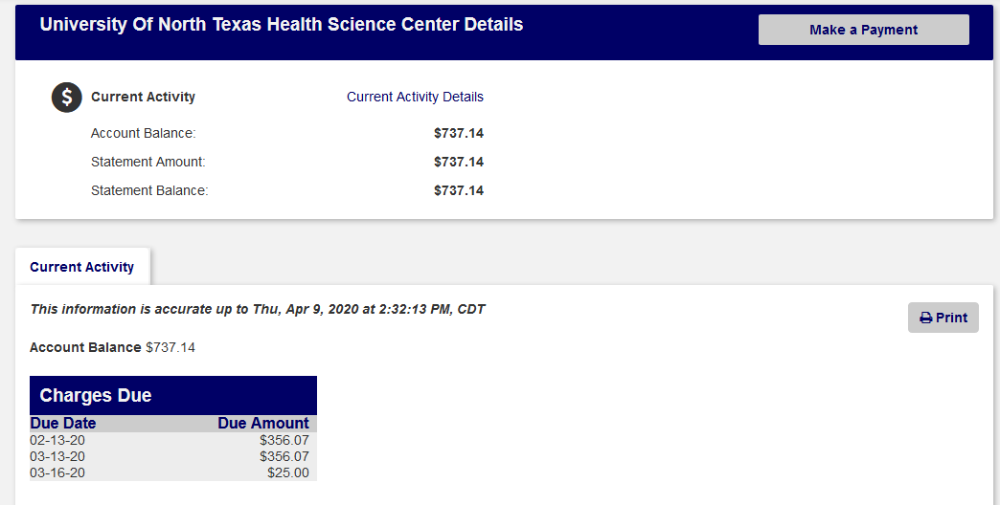 University Of North Texas Health Science Center Details
Make a Payment
$ Current Activity
Current Activity Details
Account Balance: $737.14
Statement Amount: $737.14
Statement Balance: $737.14
Current Activity
This information is accurate up to Thu, Apr 9, 2020 at 2:32:13 PM, CDT
Print
Account Balance $737.14
Charges Due
Due Date Due Amount
02-13-20 $356.07
03-13-20 $356.07
03-16-20 $25.00